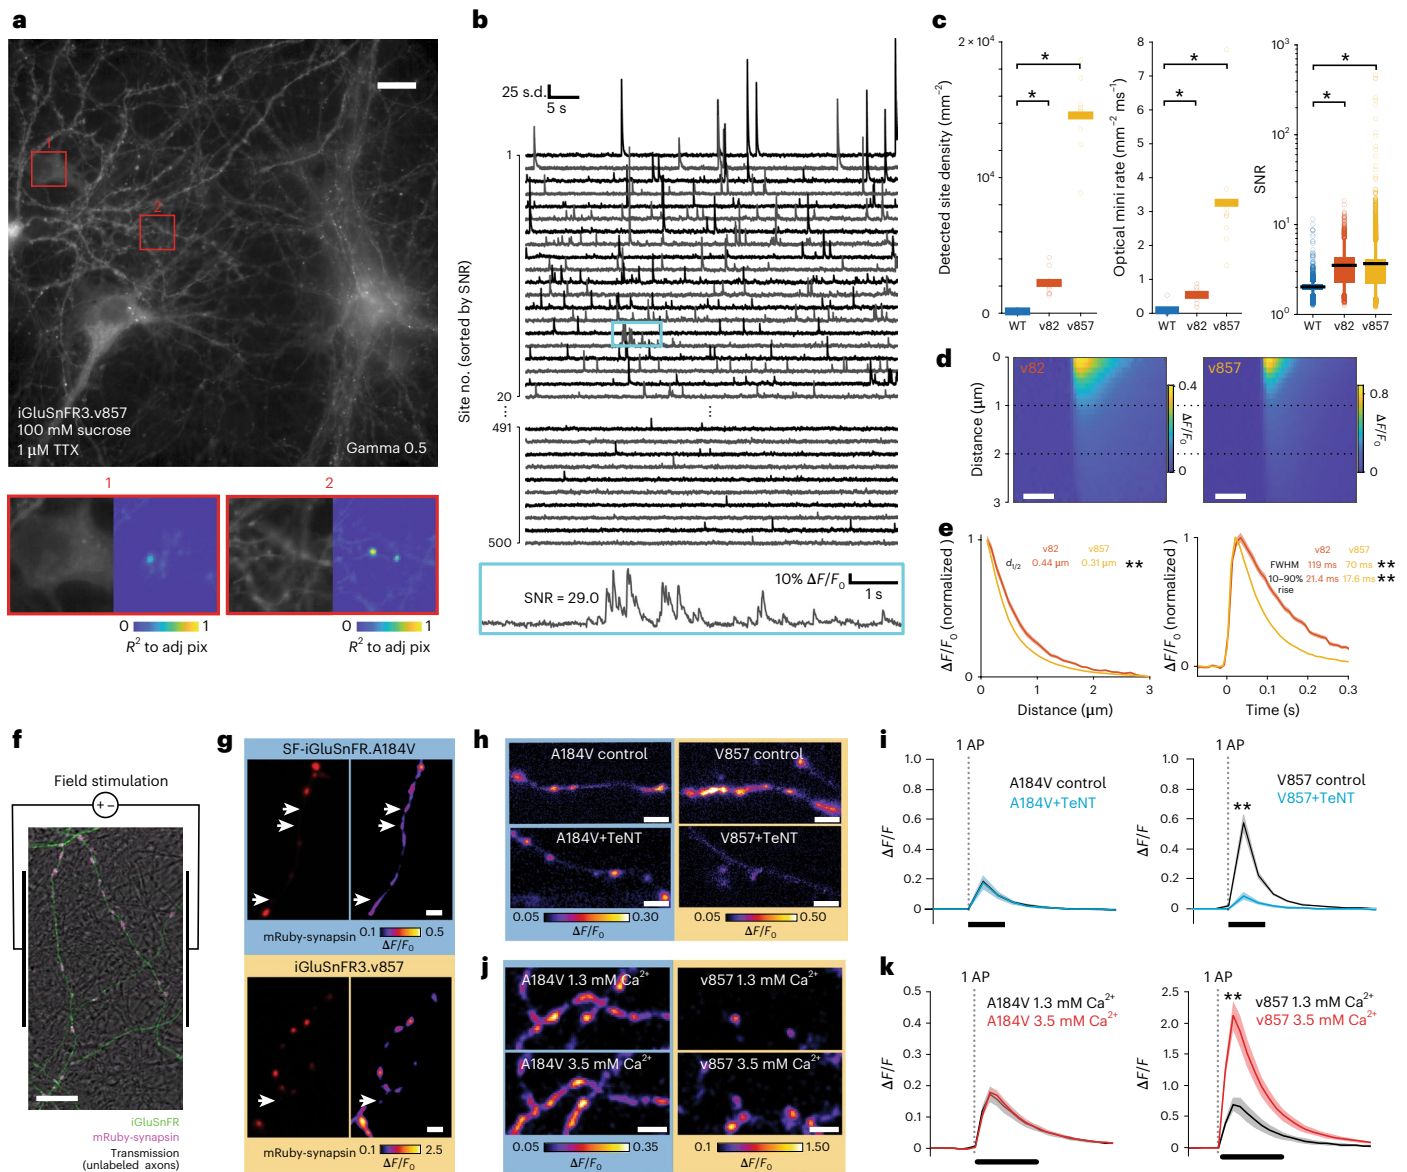 a
1
2
iGluSnFR3.v857
100 mM sucrose
1 μM TTX
Gamma 0.5
1
2
0 1
R² to adj pix
0 1
R² to adj pix
b
25 s.d.
5 s
Site no. (sorted by SNR)
1
20
491
500
SNR = 29.0
10% ΔF/F₀
1 s
c
Detected site density (mm⁻²)
2 × 10⁴
10⁴
0
*
*
WT v82 v857
Optical mini rate (mm⁻² ms⁻¹)
8
7
6
5
4
3
2
1
0
*
*
WT v82 v857
SNR
10³
10²
10¹
10⁰
*
*
WT v82 v857
d
Distance (μm)
0
1
2
3
v82
0.4
0
ΔF/F₀
v857
0.8
0
ΔF/F₀
e
ΔF/F₀ (normalized )
1
0
v82 v857
d₁/₂ 0.44 μm 0.31 μm **
0 1 2 3
Distance (μm)
ΔF/F₀ (normalized )
1
0
v82 v857
FWHM 119 ms 70 ms **
10–90% 21.4 ms 17.6 ms **
rise
0 0.1 0.2 0.3
Time (s)
f
Field stimulation
+ −
iGluSnFR
mRuby-synapsin
Transmission
(unlabeled axons)
g
SF-iGluSnFR.A184V
mRuby-synapsin 0.1 0.5
ΔF/F₀
iGluSnFR3.v857
mRuby-synapsin 0.1 2.5
ΔF/F₀
h
A184V control
V857 control
A184V+TeNT
V857+TeNT
0.05 0.30
ΔF/F₀
0.05 0.50
ΔF/F₀
i
1 AP
1.0
0.8
0.6
0.4
0.2
0
ΔF/F
A184V control
A184V+TeNT
1 AP
1.0
0.8
0.6
0.4
0.2
0
ΔF/F
**
V857 control
V857+TeNT
j
A184V 1.3 mM Ca²⁺
v857 1.3 mM Ca²⁺
A184V 3.5 mM Ca²⁺
v857 3.5 mM Ca²⁺
0.05 0.35
ΔF/F₀
0.1 1.50
ΔF/F₀
k
1 AP
0.5
0.4
0.3
0.2
0.1
0
ΔF/F
A184V 1.3 mM Ca²⁺
A184V 3.5 mM Ca²⁺
1 AP
2.5
2.0
1.5
1.0
0.5
0
ΔF/F
**
v857 1.3 mM Ca²⁺
v857 3.5 mM Ca²⁺